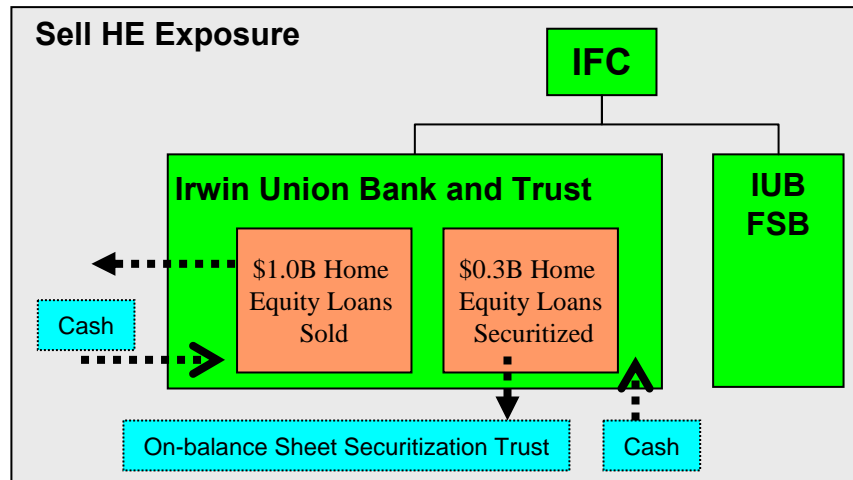 Sell HE Exposure
IFC
Irwin Union Bank and Trust
IUB
FSB
$1.0B Home
Equity Loans
Sold
$0.3B Home
Equity Loans
Securitized
Cash
On-balance Sheet Securitization Trust
Cash